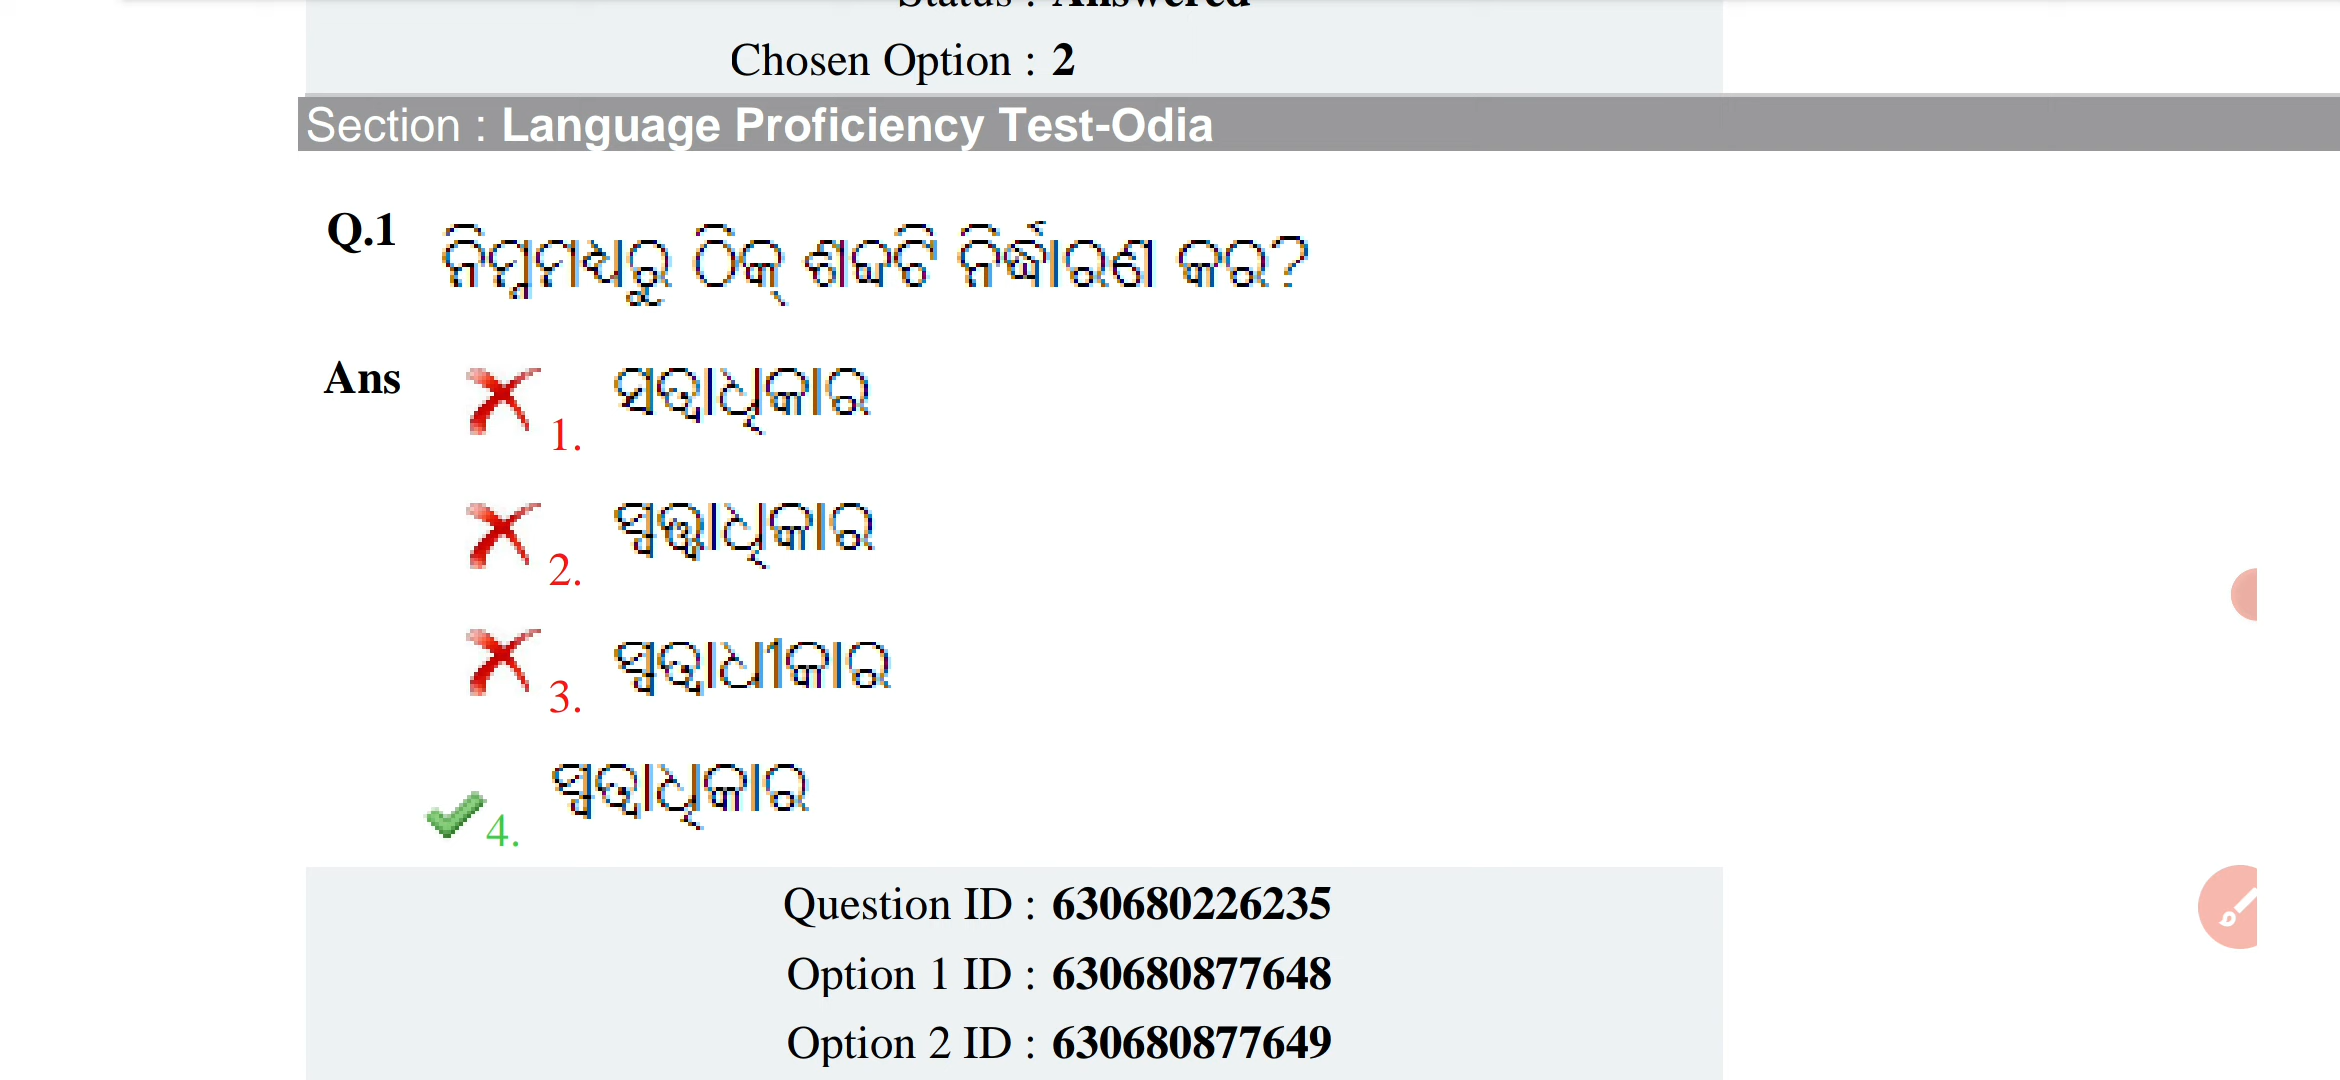 Chosen Option : 2
Section : Language Proficiency Test-Odia
Q.1 ନିମ୍ନମଧ୍ୟରୁ ଠିକ୍ ଶବ୍ଦଟି ନିର୍ଦ୍ଧାରଣ କର?
Ans 1. ସତ୍ୱାଧିକାର
2. ସ୍ୱତ୍ତ୍ୱାଧିକାର
3. ସ୍ୱତ୍ୱାଧୀକାର
4. ସ୍ୱତ୍ୱାଧିକାର
Question ID : 630680226235
Option 1 ID : 630680877648
Option 2 ID : 630680877649